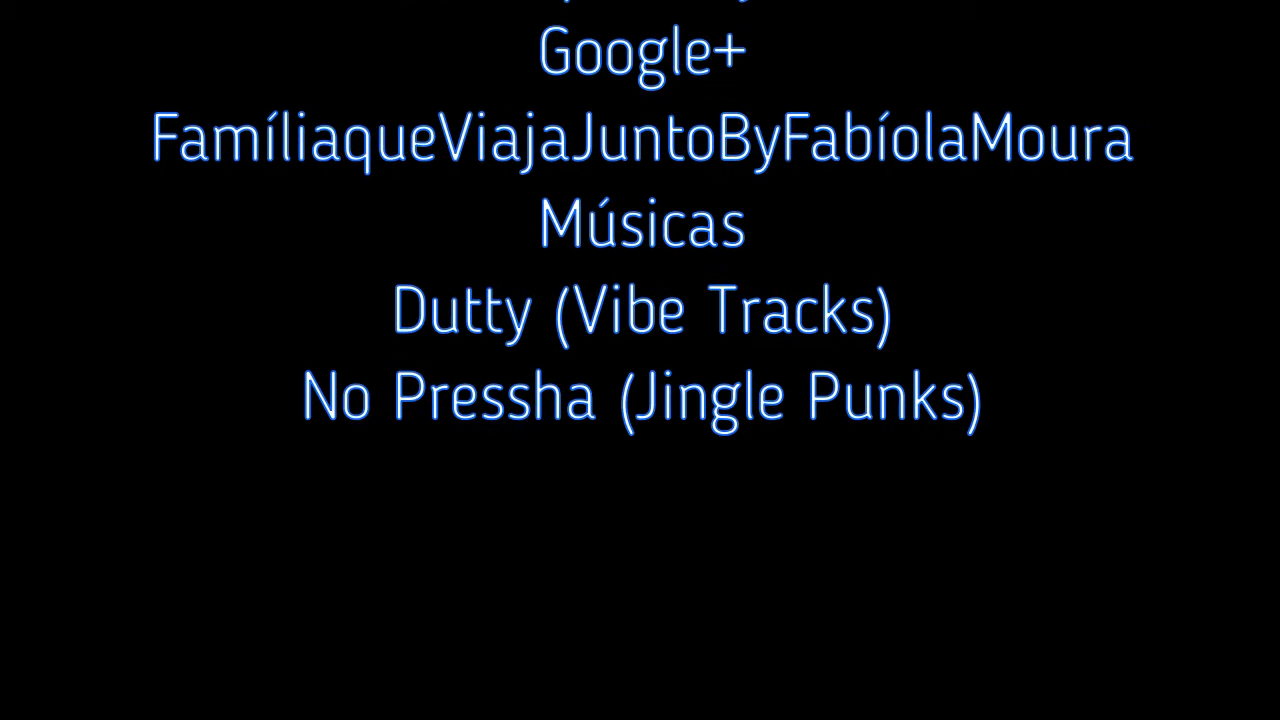 Google+
FamíliaqueViajaJuntoByFabíolaMoura
Músicas
Dutty (Vibe Tracks)
No Pressha (Jingle Punks)